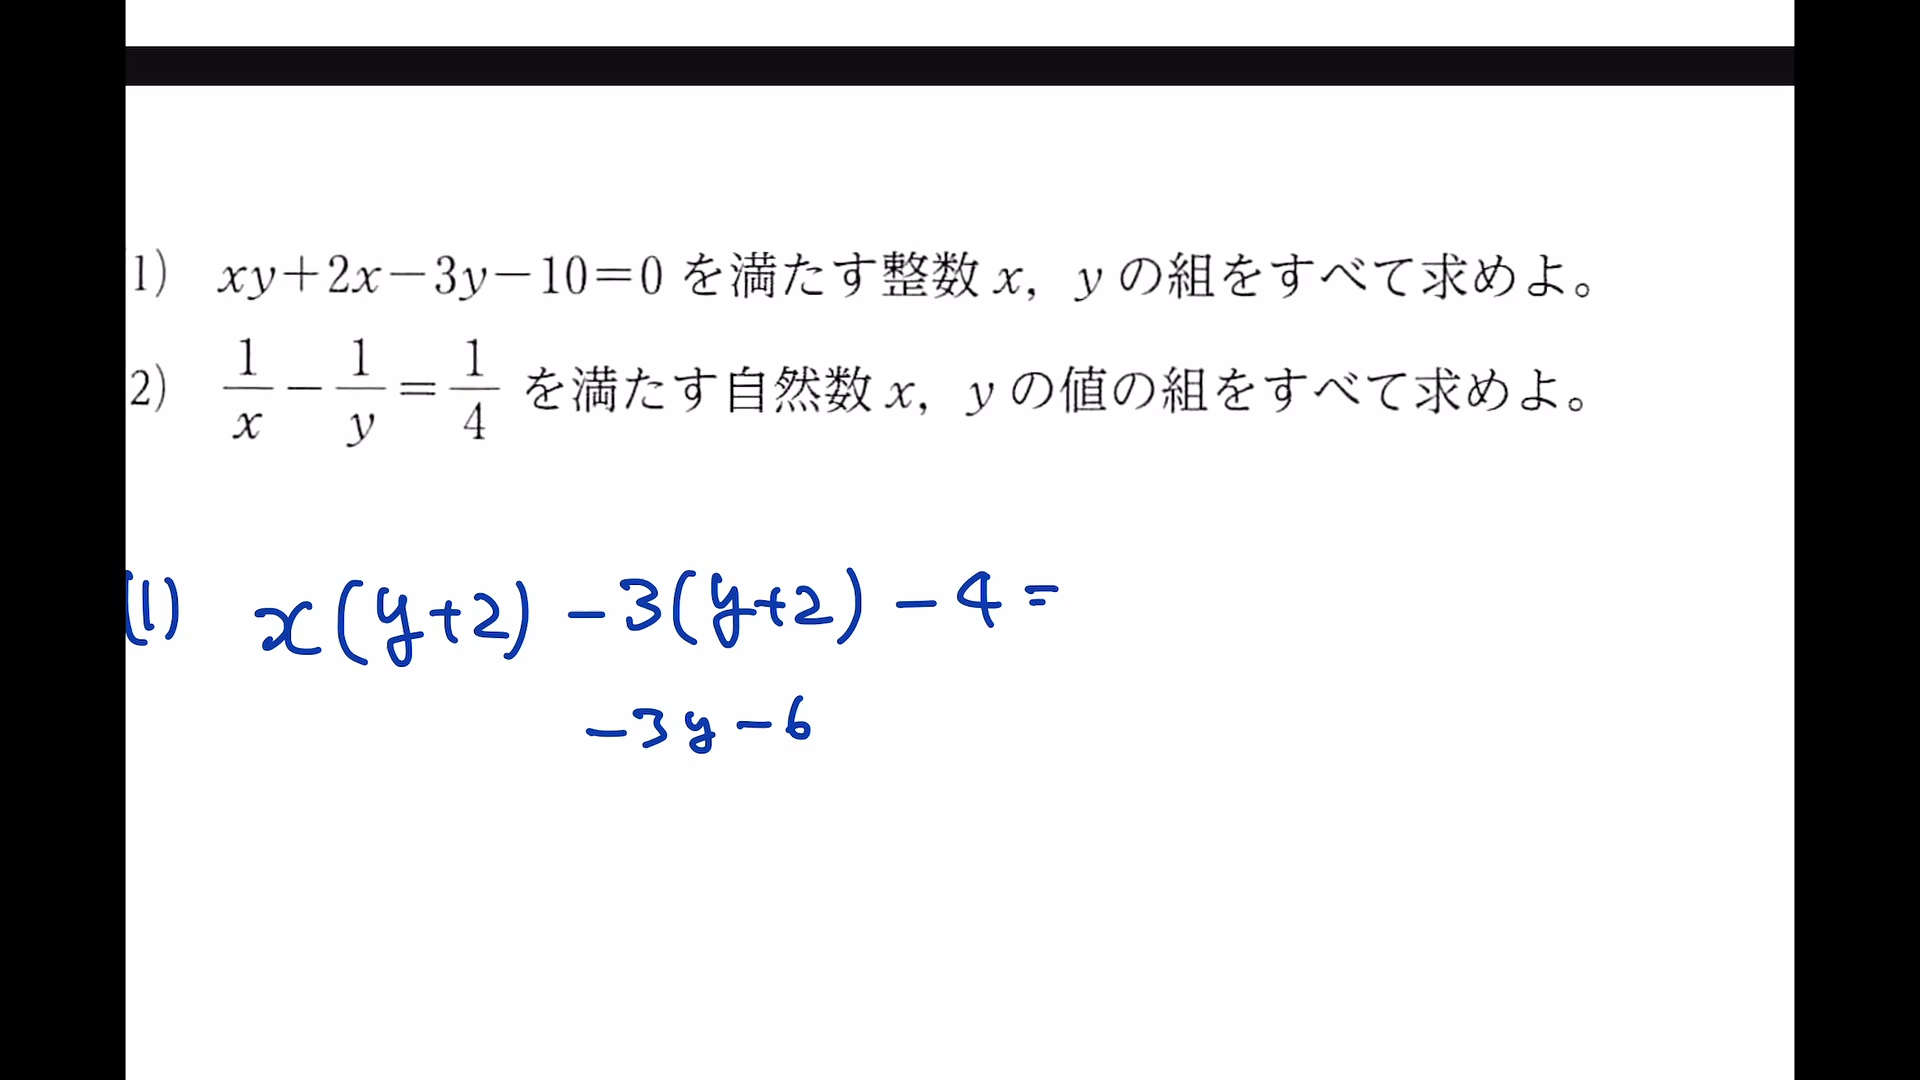 1) xy+2x−3y−10=0 を満たす整数 x, y の組をすべて求めよ。
2) 1/x − 1/y = 1/4 を満たす自然数 x, y の値の組をすべて求めよ。
(1) x(y+2) −3(y+2) −4=
−3y−6